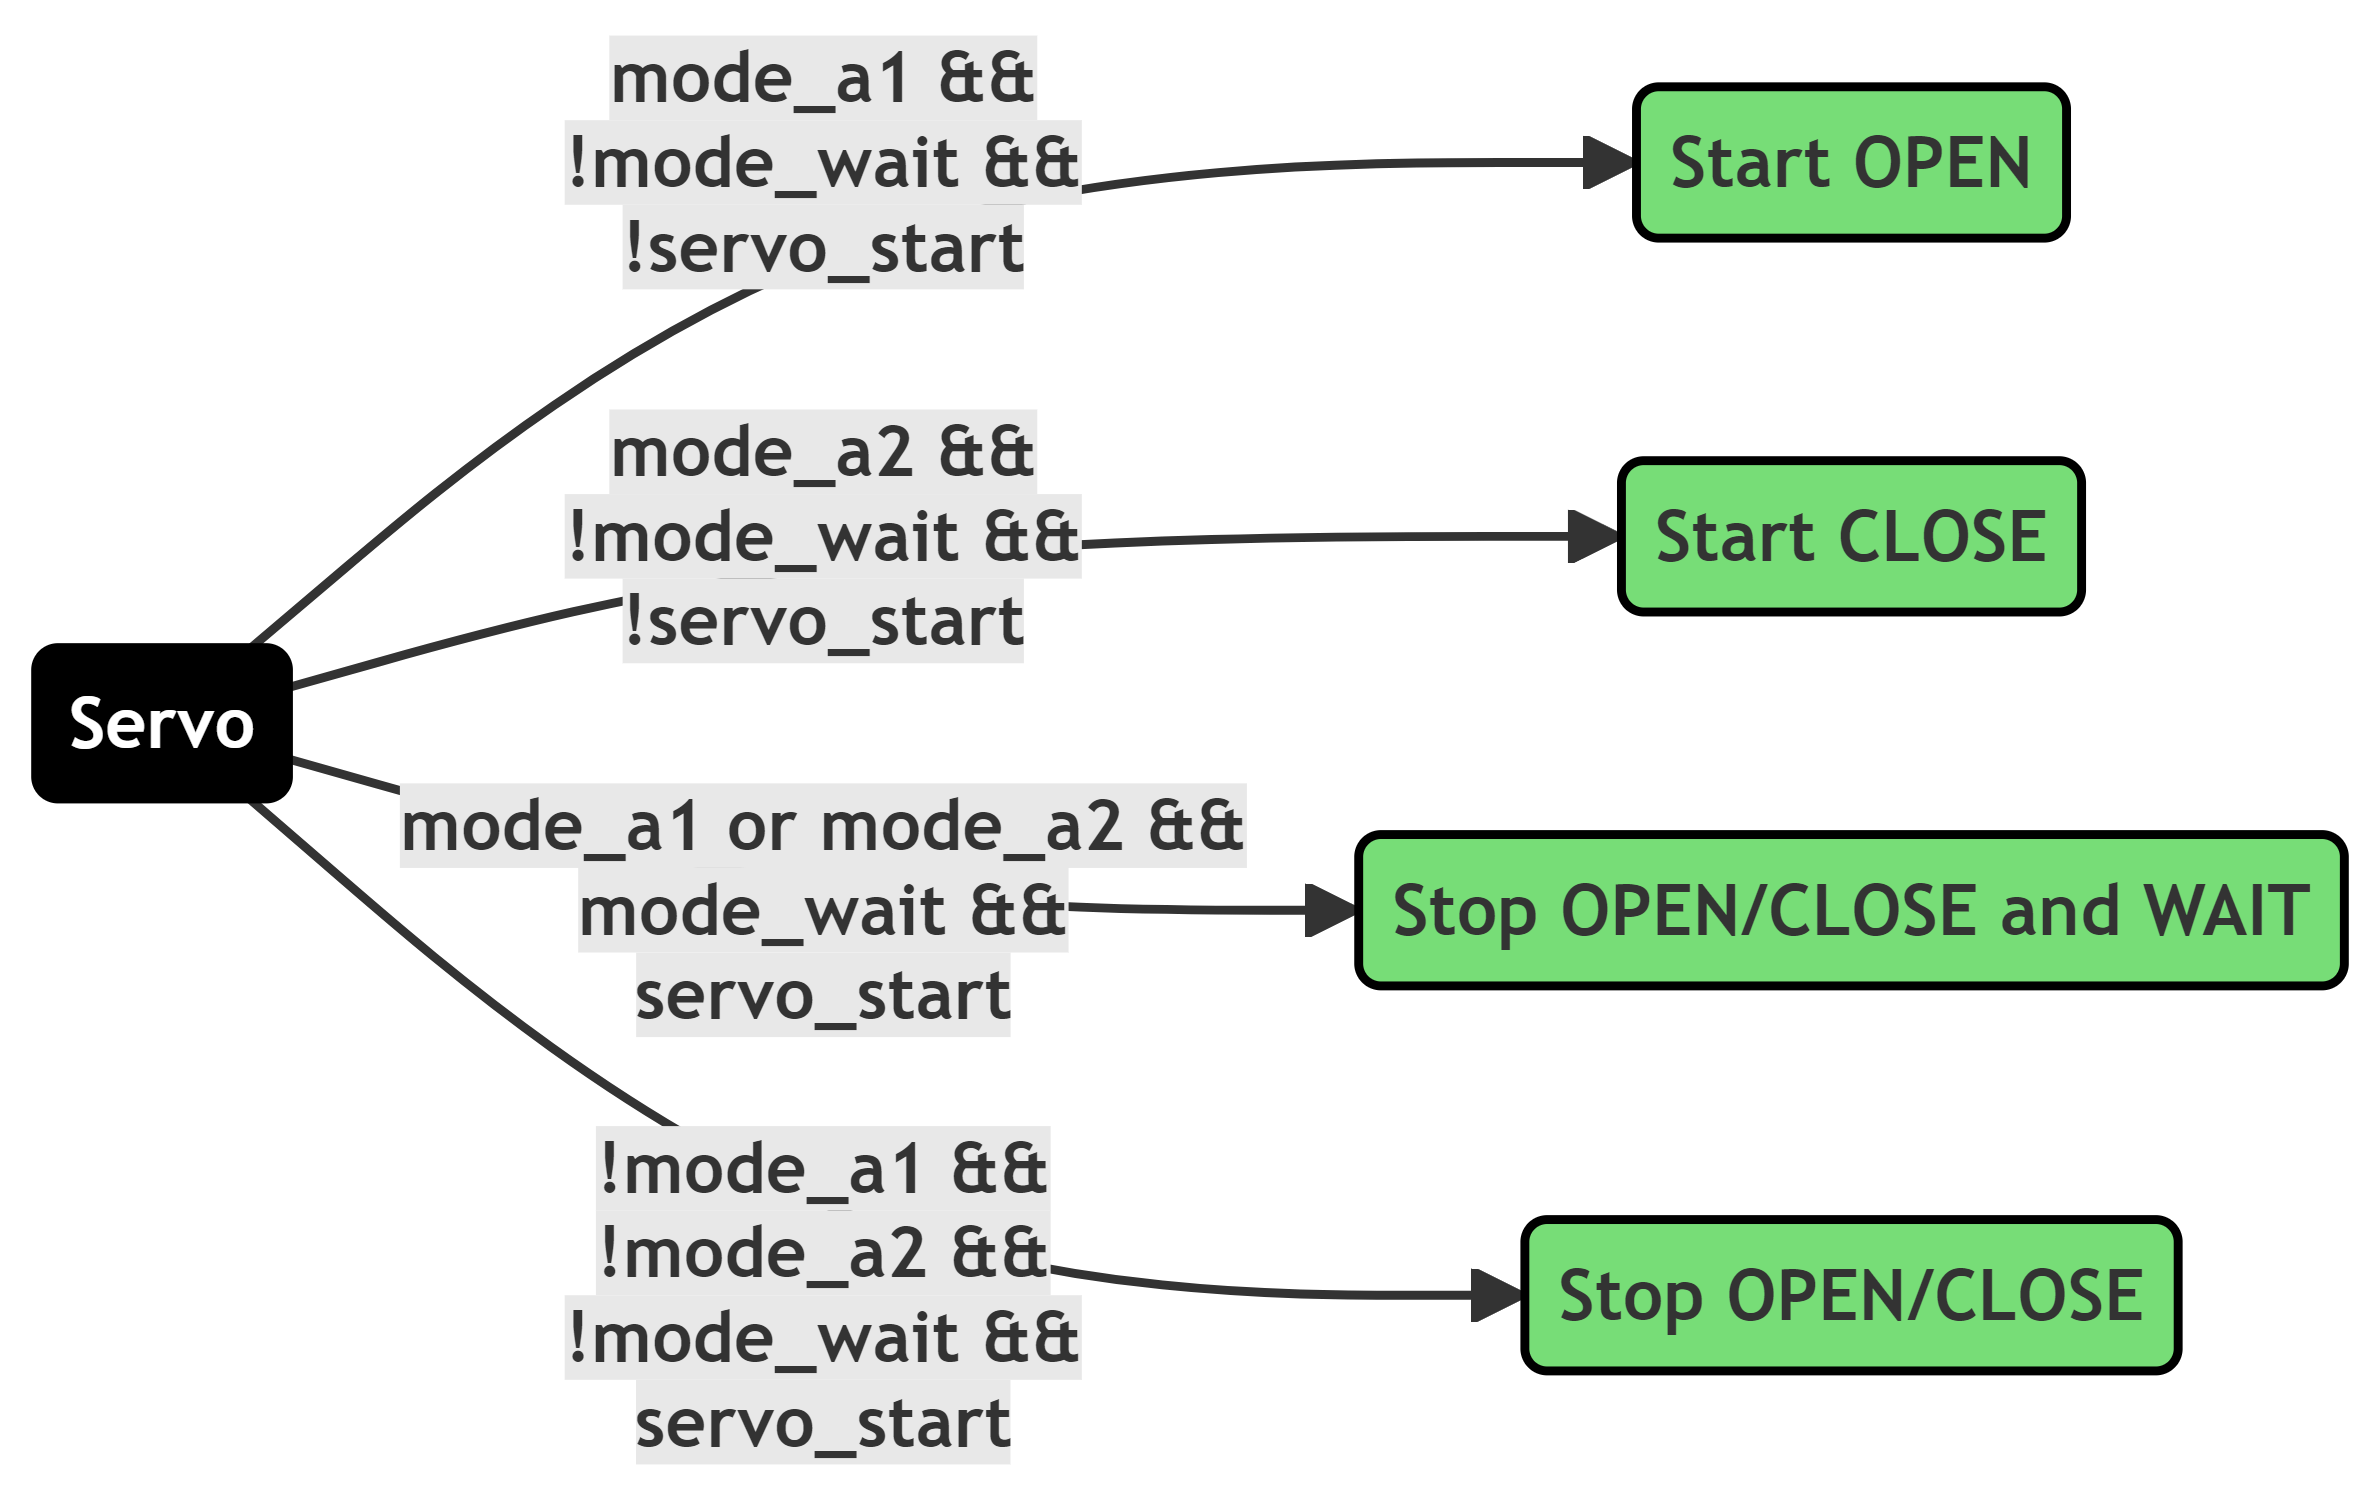 mode_a1 &&
!mode_wait &&
!servo_start
Start OPEN
mode_a2 &&
!mode_wait &&
!servo_start
Start CLOSE
Servo
mode_a1 or mode_a2 &&
mode_wait &&
servo_start
Stop OPEN/CLOSE and WAIT
!mode_a1 &&
!mode_a2 &&
!mode_wait &&
servo_start
Stop OPEN/CLOSE